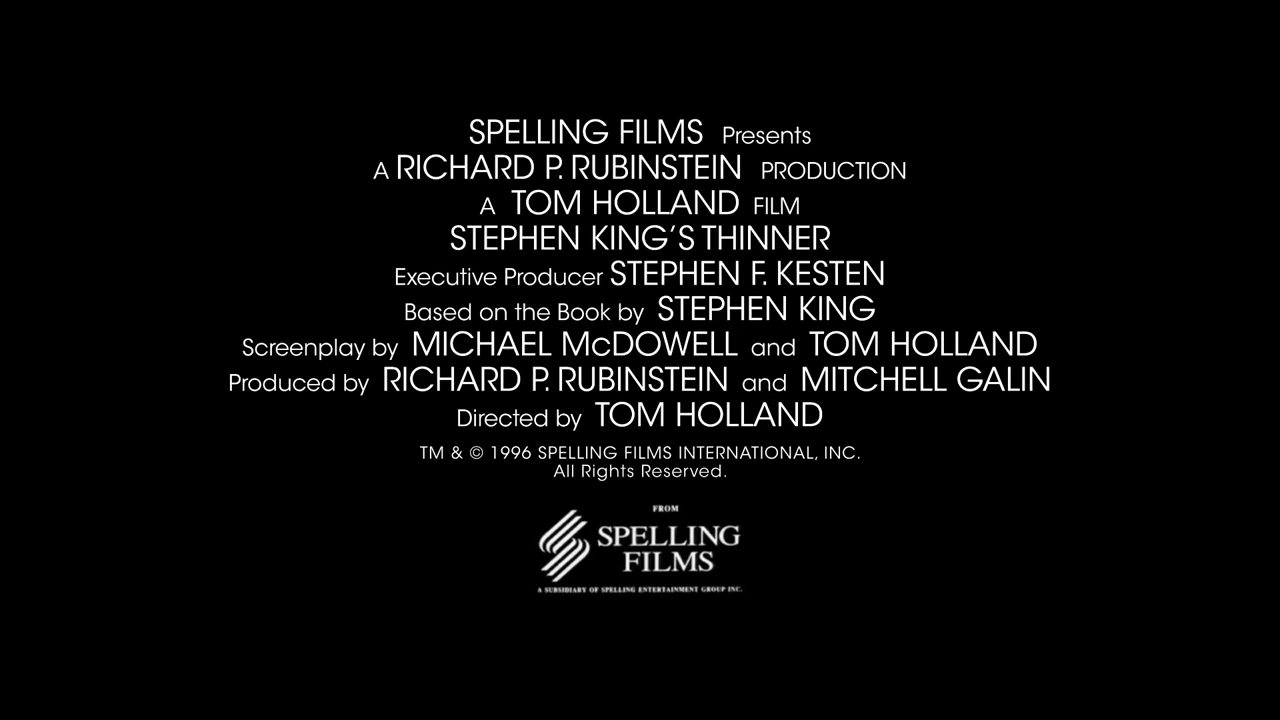 SPELLING FILMS Presents
A RICHARD P. RUBINSTEIN PRODUCTION
A TOM HOLLAND FILM
STEPHEN KING'S THINNER
Executive Producer STEPHEN F. KESTEN
Based on the Book by STEPHEN KING
Screenplay by MICHAEL McDOWELL and TOM HOLLAND
Produced by RICHARD P. RUBINSTEIN and MITCHELL GALIN
Directed by TOM HOLLAND
TM & © 1996 SPELLING FILMS INTERNATIONAL, INC.
All Rights Reserved.
FROM
SPELLING
FILMS
A SUBSIDIARY OF SPELLING ENTERTAINMENT GROUP INC.